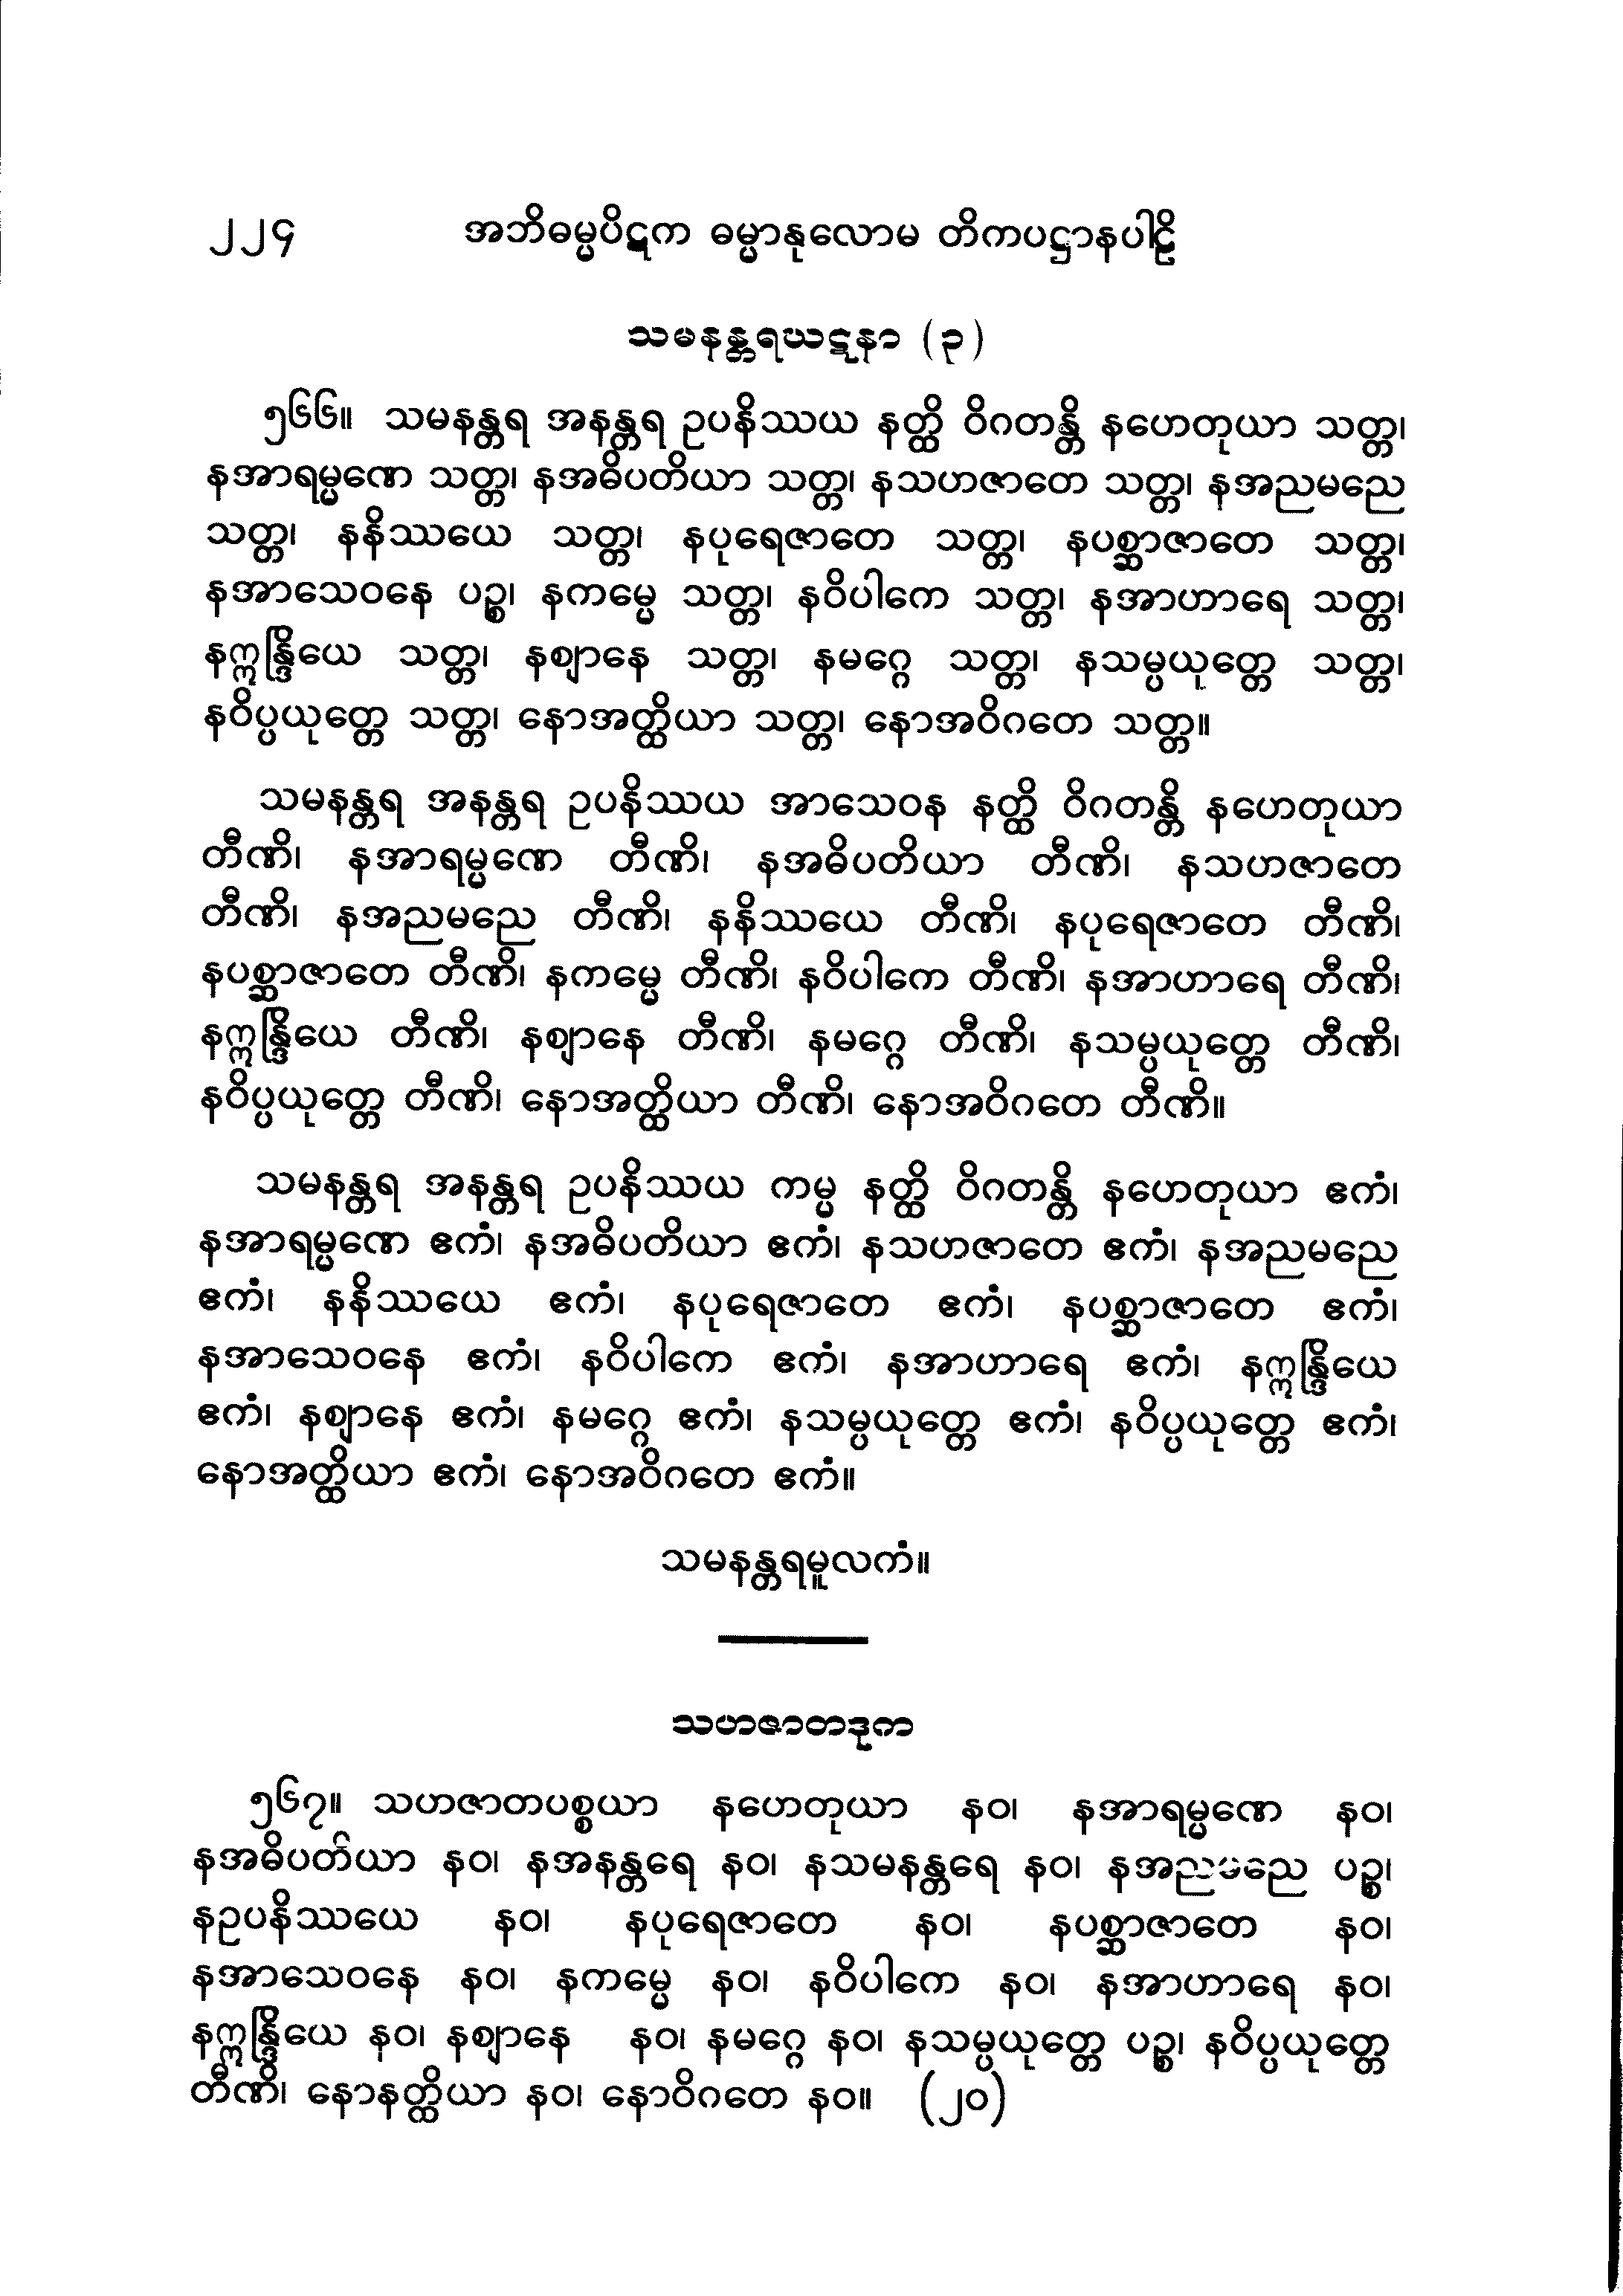 ၂၂၄ အဘိဓမ္မပိဋက ဓမ္မာနုလောမ တိကပဋ္ဌာနပါဠိ
သမနန္တရဃဋနာ (၃)
၅၆၆။ သမနန္တရ အနန္တရ ဥပနိဿယ နတ္ထိ ဝိဂတန္တိ နဟေတုယာ သတ္တ၊
နအာရမ္မဏေ သတ္တ၊ နအဓိပတိယာ သတ္တ၊ နသဟဇာတေ သတ္တ၊ နအညမညေ
သတ္တ၊ နနိဿယေ သတ္တ၊ နပုရေဇာတေ သတ္တ၊ နပစ္ဆာဇာတေ သတ္တ၊
နအာသေဝနေ ပဉ္စ၊ နကမ္မေ သတ္တ၊ နဝိပါကေ သတ္တ၊ နအာဟာရေ သတ္တ၊
နဣန္ဒြိယေ သတ္တ၊ နဈာနေ သတ္တ၊ နမဂ္ဂေ သတ္တ၊ နသမ္ပယုတ္တေ သတ္တ၊
နဝိပ္ပယုတ္တေ သတ္တ၊ နောအတ္ထိယာ သတ္တ၊ နောအဝိဂတေ သတ္တ။
သမနန္တရ အနန္တရ ဥပနိဿယ အာသေဝန နတ္ထိ ဝိဂတန္တိ နဟေတုယာ
တီဏိ၊ နအာရမ္မဏေ တီဏိ၊ နအဓိပတိယာ တီဏိ၊ နသဟဇာတေ
တီဏိ၊ နအညမညေ တီဏိ၊ နနိဿယေ တီဏိ၊ နပုရေဇာတေ တီဏိ၊
နပစ္ဆာဇာတေ တီဏိ၊ နကမ္မေ တီဏိ၊ နဝိပါကေ တီဏိ၊ နအာဟာရေ တီဏိ၊
နဣန္ဒြိယေ တီဏိ၊ နဈာနေ တီဏိ၊ နမဂ္ဂေ တီဏိ၊ နသမ္ပယုတ္တေ တီဏိ၊
နဝိပ္ပယုတ္တေ တီဏိ၊ နောအတ္ထိယာ တီဏိ၊ နောအဝိဂတေ တီဏိ။
သမနန္တရ အနန္တရ ဥပနိဿယ ကမ္မ နတ္ထိ ဝိဂတန္တိ နဟေတုယာ ဧကံ၊
နအာရမ္မဏေ ဧကံ၊ နအဓိပတိယာ ဧကံ၊ နသဟဇာတေ ဧကံ၊ နအညမညေ
ဧကံ၊ နနိဿယေ ဧကံ၊ နပုရေဇာတေ ဧကံ၊ နပစ္ဆာဇာတေ ဧကံ၊
နအာသေဝနေ ဧကံ၊ နဝိပါကေ ဧကံ၊ နအာဟာရေ ဧကံ၊ နဣန္ဒြိယေ
ဧကံ၊ နဈာနေ ဧကံ၊ နမဂ္ဂေ ဧကံ၊ နသမ္ပယုတ္တေ ဧကံ၊ နဝိပ္ပယုတ္တေ ဧကံ၊
နောအတ္ထိယာ ဧကံ၊ နောအဝိဂတေ ဧကံ။
သမနန္တရမူလကံ။
သဟဇာတဒုက
၅၆၇။ သဟဇာတပစ္စယာ နဟေတုယာ နဝ၊ နအာရမ္မဏေ နဝ၊
နအဓိပတိယာ နဝ၊ နအနန္တရေ နဝ၊ နသမနန္တရေ နဝ၊ နအညမညေ ပဉ္စ၊
နဥပနိဿယေ နဝ၊ နပုရေဇာတေ နဝ၊ နပစ္ဆာဇာတေ နဝ၊
နအာသေဝနေ နဝ၊ နကမ္မေ နဝ၊ နဝိပါကေ နဝ၊ နအာဟာရေ နဝ၊
နဣန္ဒြိယေ နဝ၊ နဈာနေ နဝ၊ နမဂ္ဂေ နဝ၊ နသမ္ပယုတ္တေ ပဉ္စ၊ နဝိပ္ပယုတ္တေ
တီဏိ၊ နောနတ္ထိယာ နဝ၊ နောဝိဂတေ နဝ။ (၂၀)